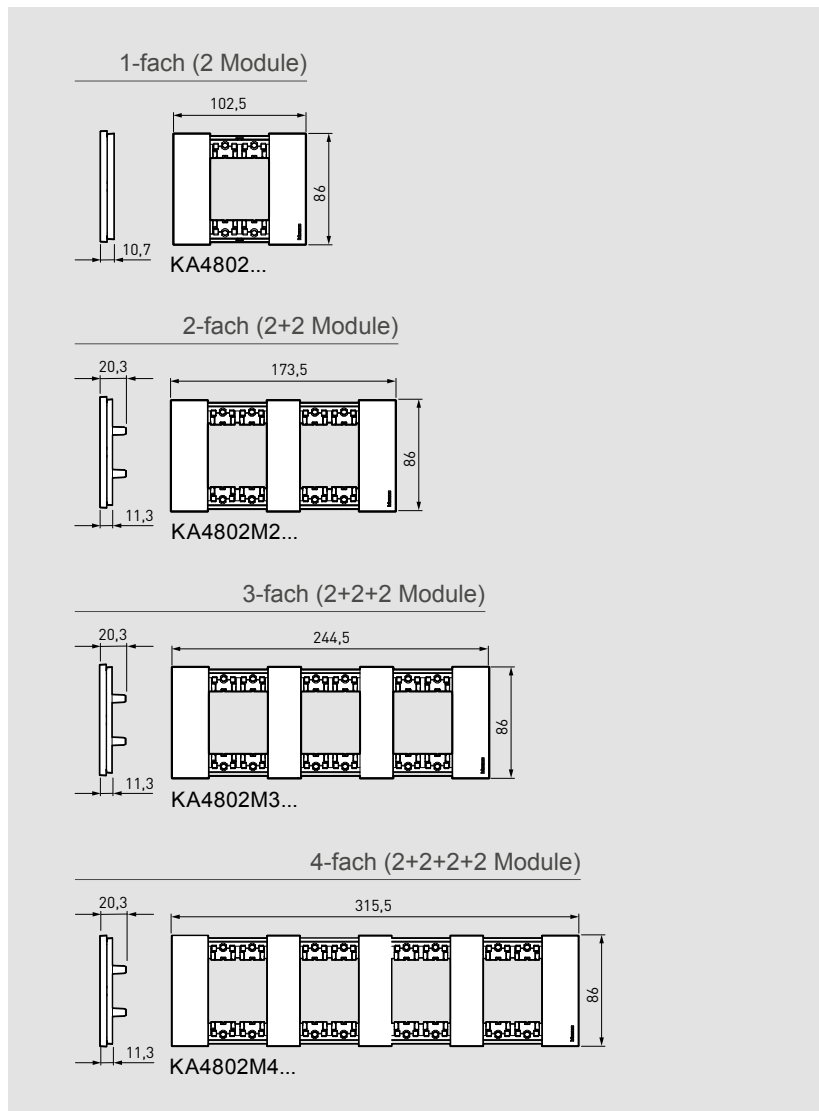 1-fach (2 Module)
102,5
86
10,7
KA4802...
2-fach (2+2 Module)
20,3
173,5
86
11,3
KA4802M2...
3-fach (2+2+2 Module)
20,3
244,5
86
11,3
KA4802M3...
4-fach (2+2+2+2 Module)
20,3
315,5
86
11,3
KA4802M4...